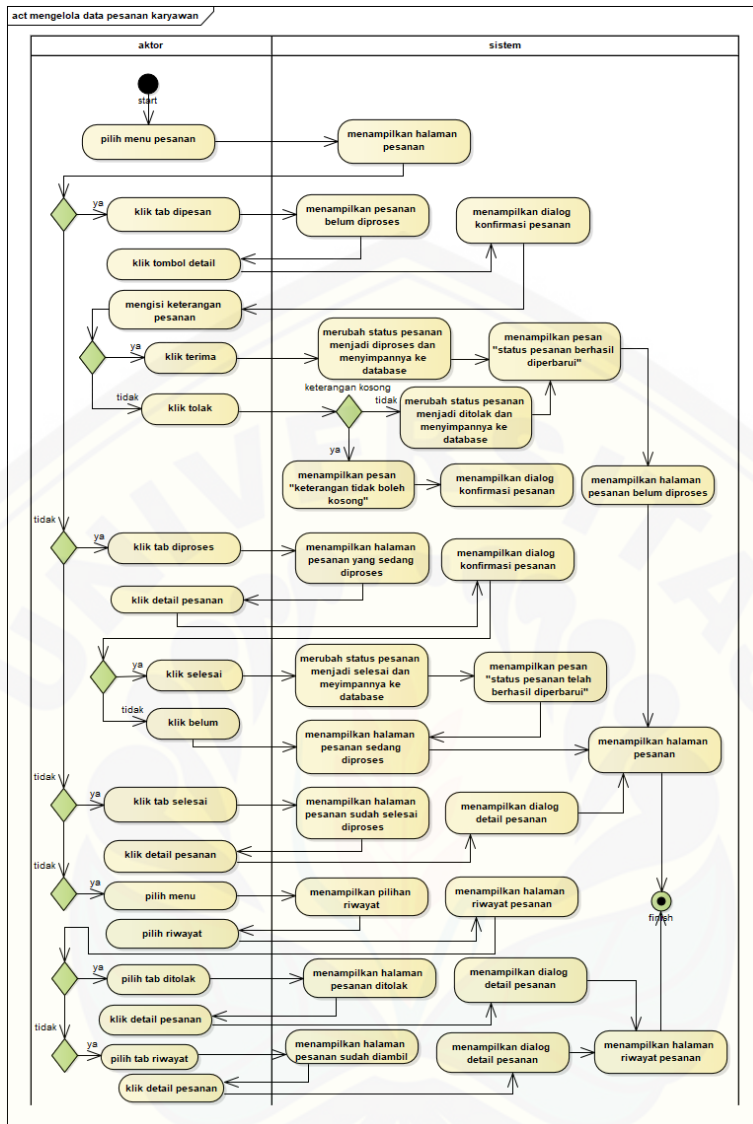 act mengelola data pesanan karyawan
aktor
sistem
start
pilih menu pesanan
menampilkan halaman
pesanan
ya
klik tab dipesan
menampilkan pesanan
belum diproses
menampilkan dialog
konfirmasi pesanan
klik tombol detail
mengisi keterangan
pesanan
ya
klik terima
merubah status pesanan
menjadi diproses dan
menyimpannya ke
database
menampilkan pesan
"status pesanan berhasil
diperbarui"
tidak
klik tolak
keterangan kosong
tidak
merubah status pesanan
menjadi ditolak dan
menyimpannya ke
database
ya
menampilkan pesan
"keterangan tidak boleh
kosong"
menampilkan dialog
konfirmasi pesanan
menampilkan halaman
pesanan belum diproses
tidak
ya
klik tab diproses
menampilkan halaman
pesanan yang sedang
diproses
menampilkan dialog
konfirmasi pesanan
klik detail pesanan
ya
klik selesai
merubah status pesanan
menjadi selesai dan
meyimpannya ke
database
menampilkan pesan
"status pesanan telah
berhasil diperbarui"
tidak
klik belum
menampilkan halaman
pesanan sedang
diproses
menampilkan halaman
pesanan
tidak
ya
klik tab selesai
menampilkan halaman
pesanan sudah selesai
diproses
menampilkan dialog
detail pesanan
klik detail pesanan
tidak
ya
pilih menu
menampilkan pilihan
riwayat
menampilkan halaman
riwayat pesanan
finish
pilih riwayat
ya
pilih tab ditolak
menampilkan halaman
pesanan ditolak
menampilkan dialog
detail pesanan
klik detail pesanan
tidak
ya
pilih tab riwayat
menampilkan halaman
pesanan sudah diambil
menampilkan dialog
detail pesanan
menampilkan halaman
riwayat pesanan
klik detail pesanan
UNIVERSITAS